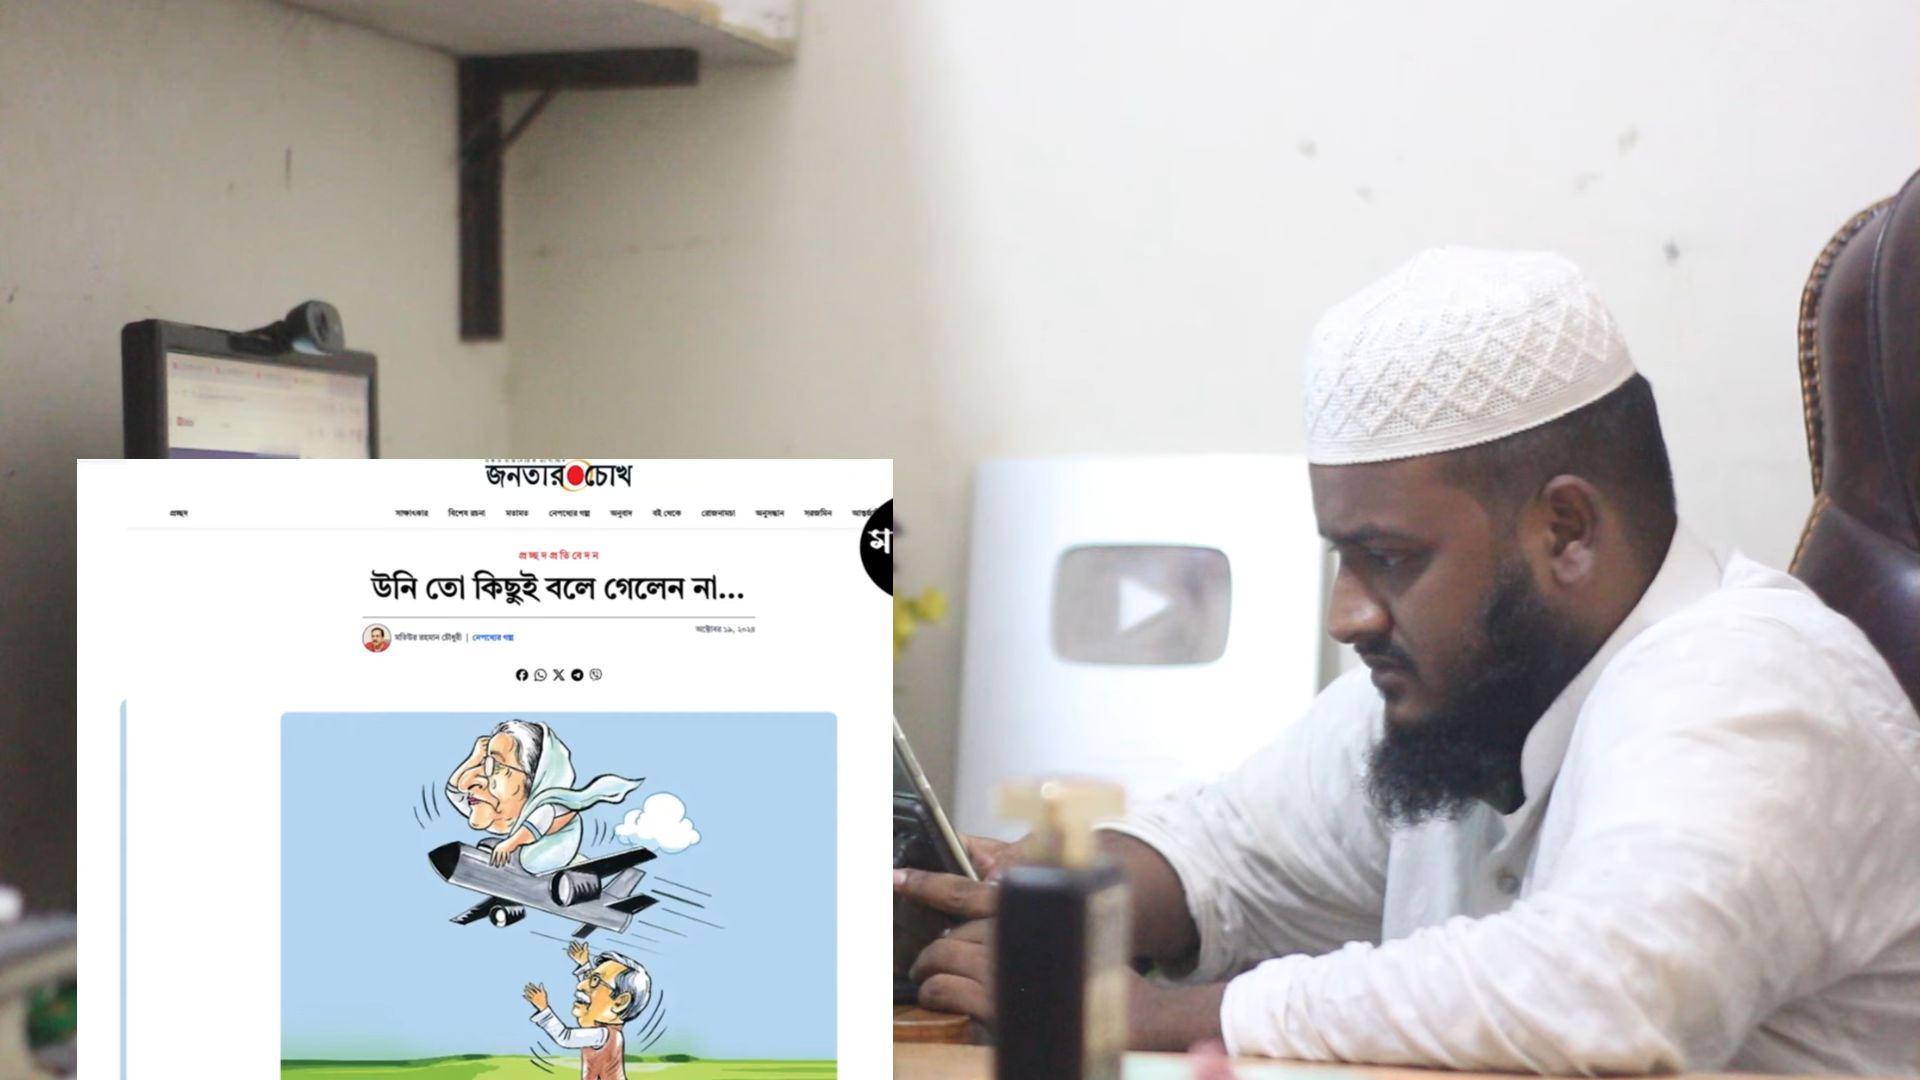 জনতার চোখ
প্রচ্ছদ সাক্ষাৎকার বিশেষ রচনা মতামত নেপথ্যের গল্প অনুবাদ বই থেকে রোজনামচা অনুসন্ধান সরজমিন
প্রচ্ছদ প্রতিবেদন
উনি তো কিছুই বলে গেলেন না...
মতিউর রহমান চৌধুরী | নেপথ্যের গল্প
অক্টোবর ১৯, ২০২৪